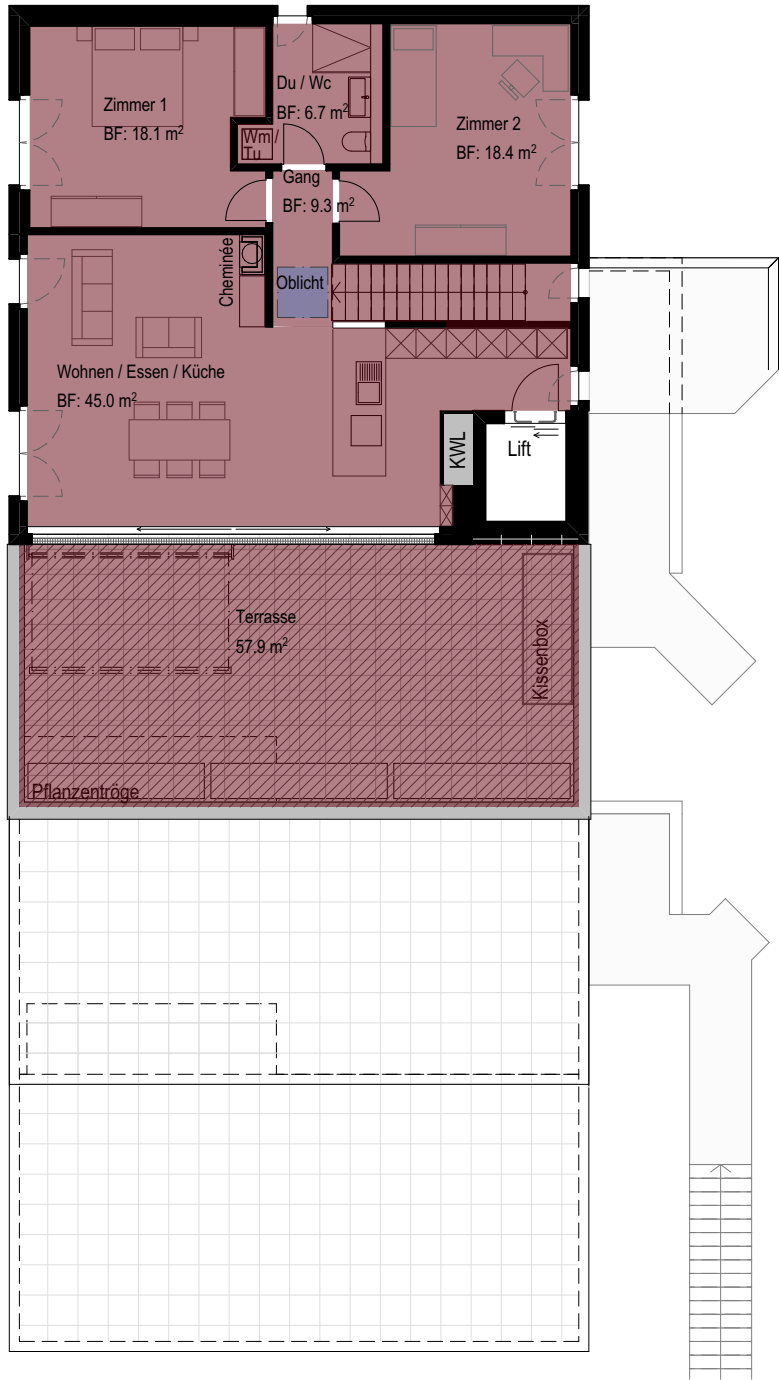 Zimmer 1
BF: 18.1 m²
Du / Wc
BF: 6.7 m²
Wm /
Tu
Zimmer 2
BF: 18.4 m²
Gang
BF: 9.3 m²
Cheminée
Oblicht
Wohnen / Essen / Küche
BF: 45.0 m²
KWL
Lift
Terrasse
57.9 m²
Kissenbox
Pflanzentröge